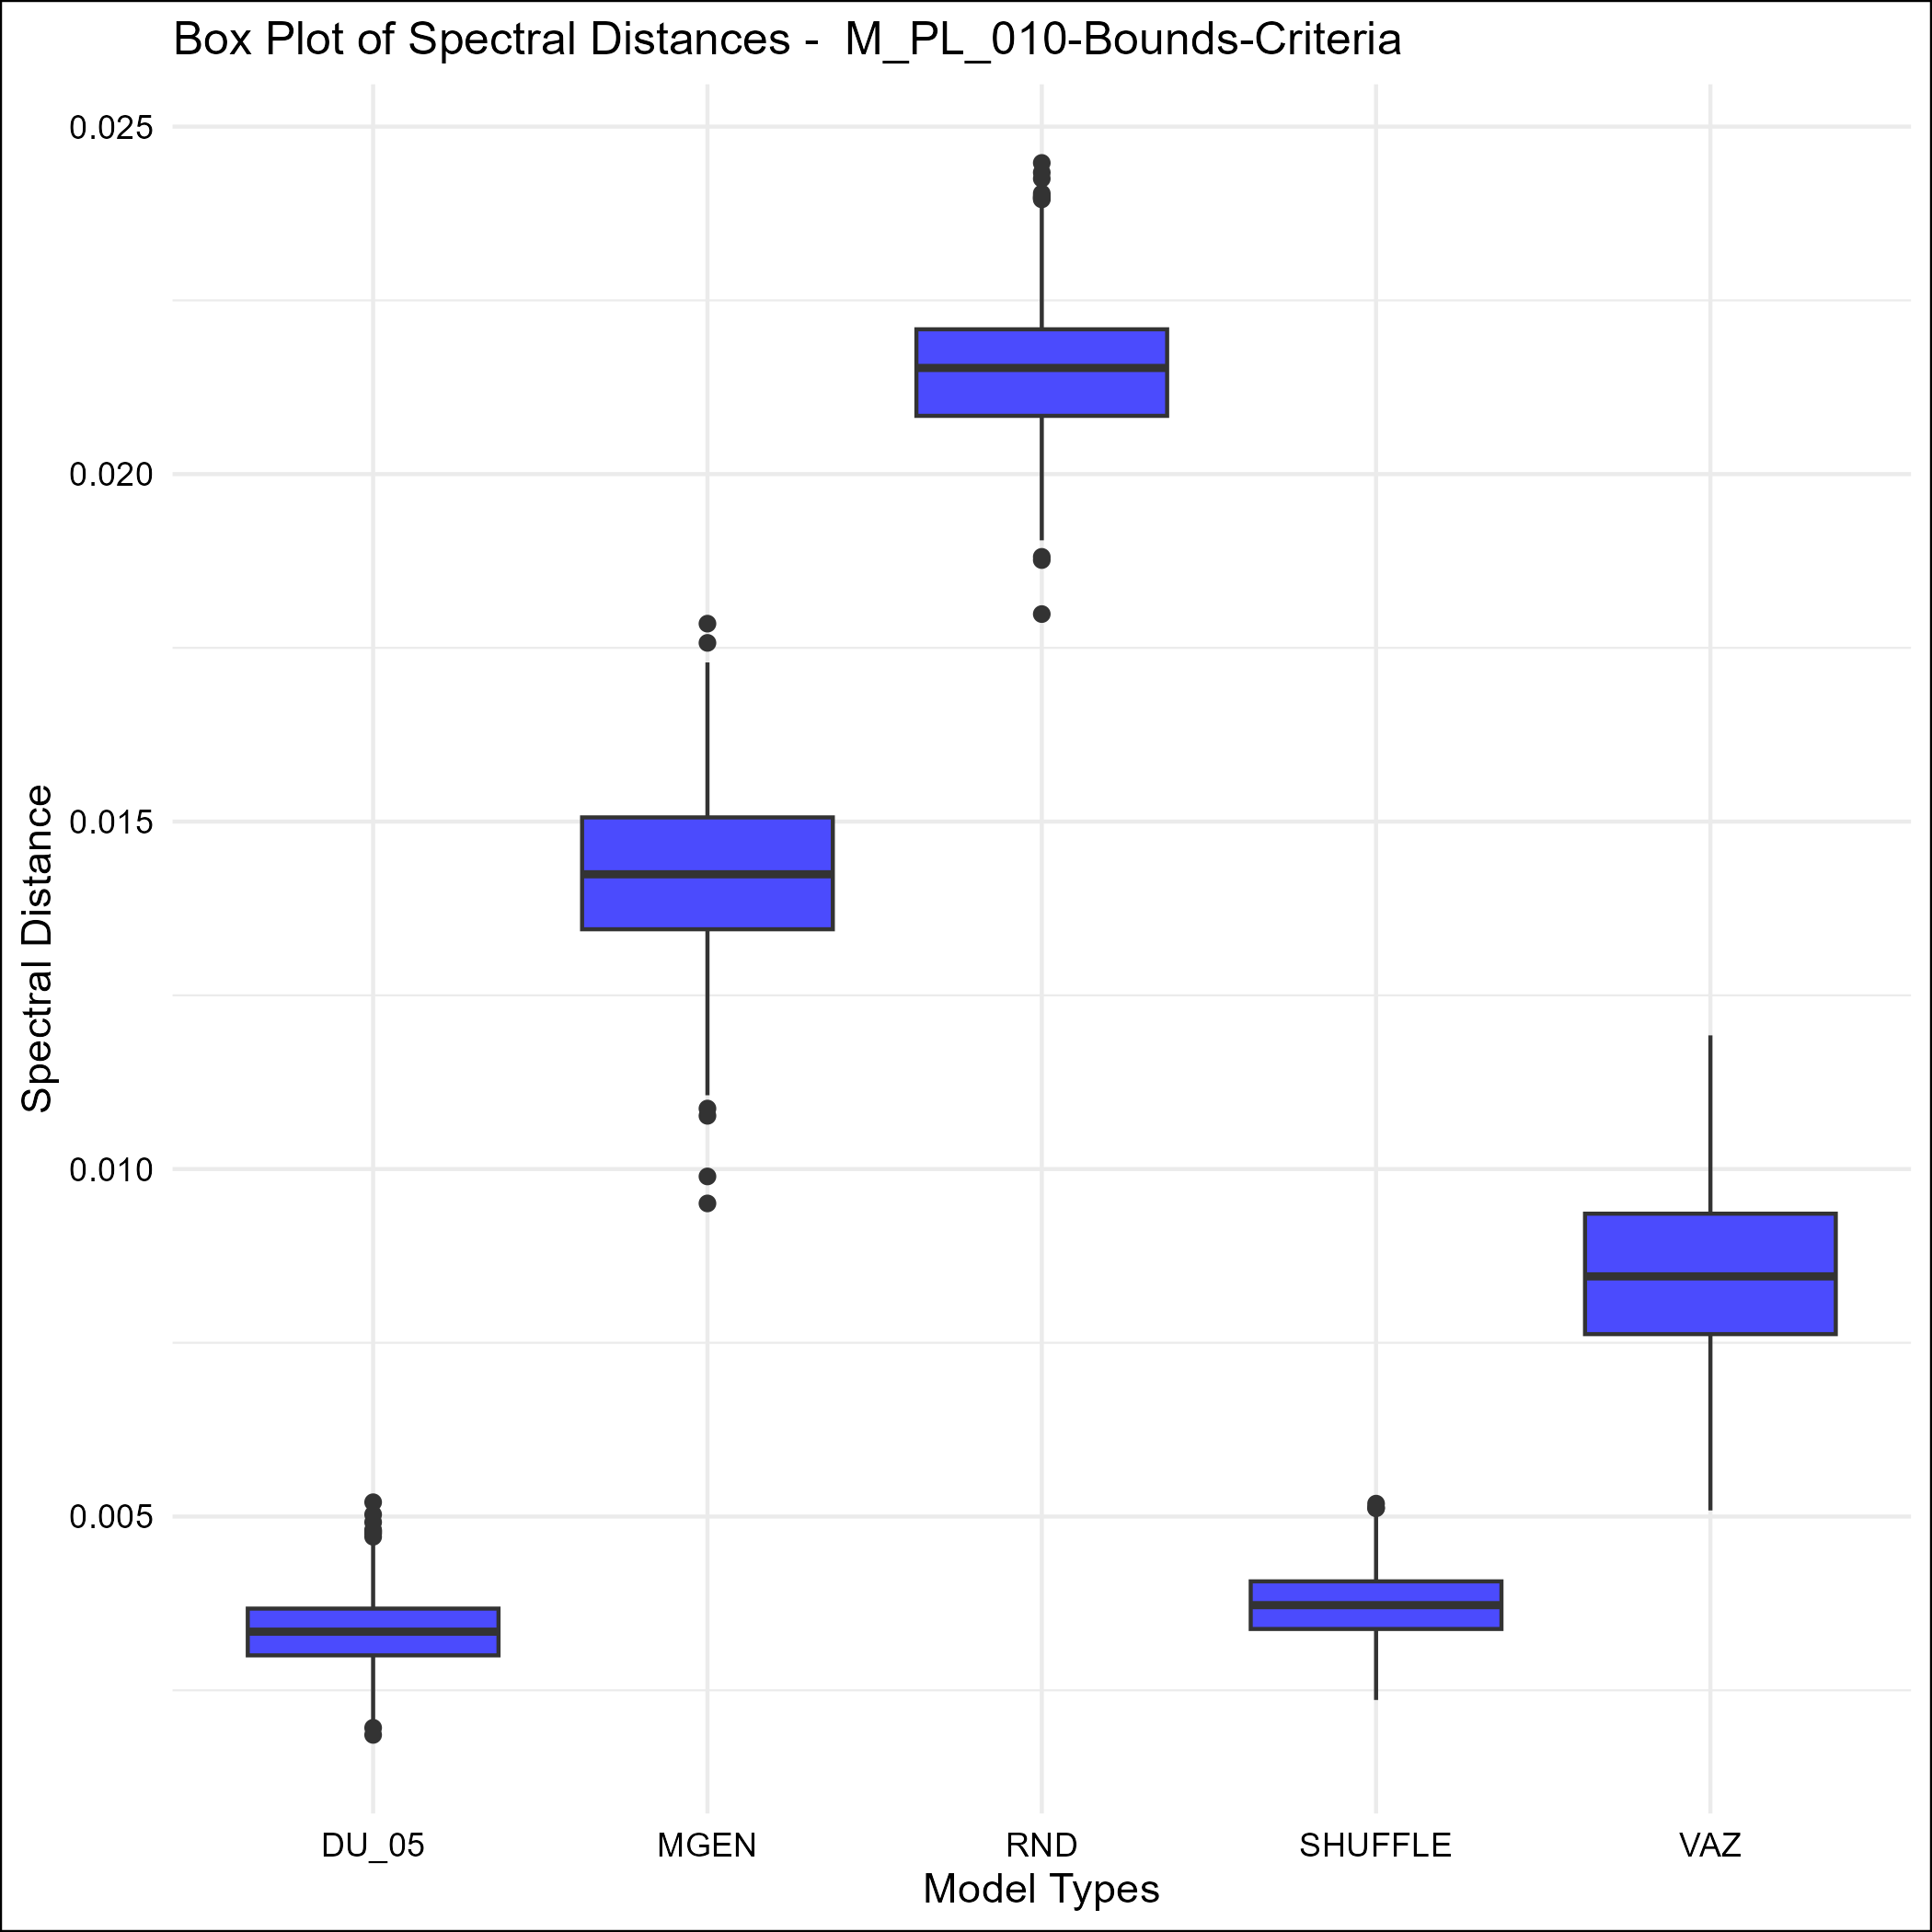 Box Plot of Spectral Distances -  M_PL_010-Bounds-Criteria
0.025
0.020
0.015
0.010
0.005
Spectral Distance
DU_05 MGEN RND SHUFFLE VAZ
Model Types